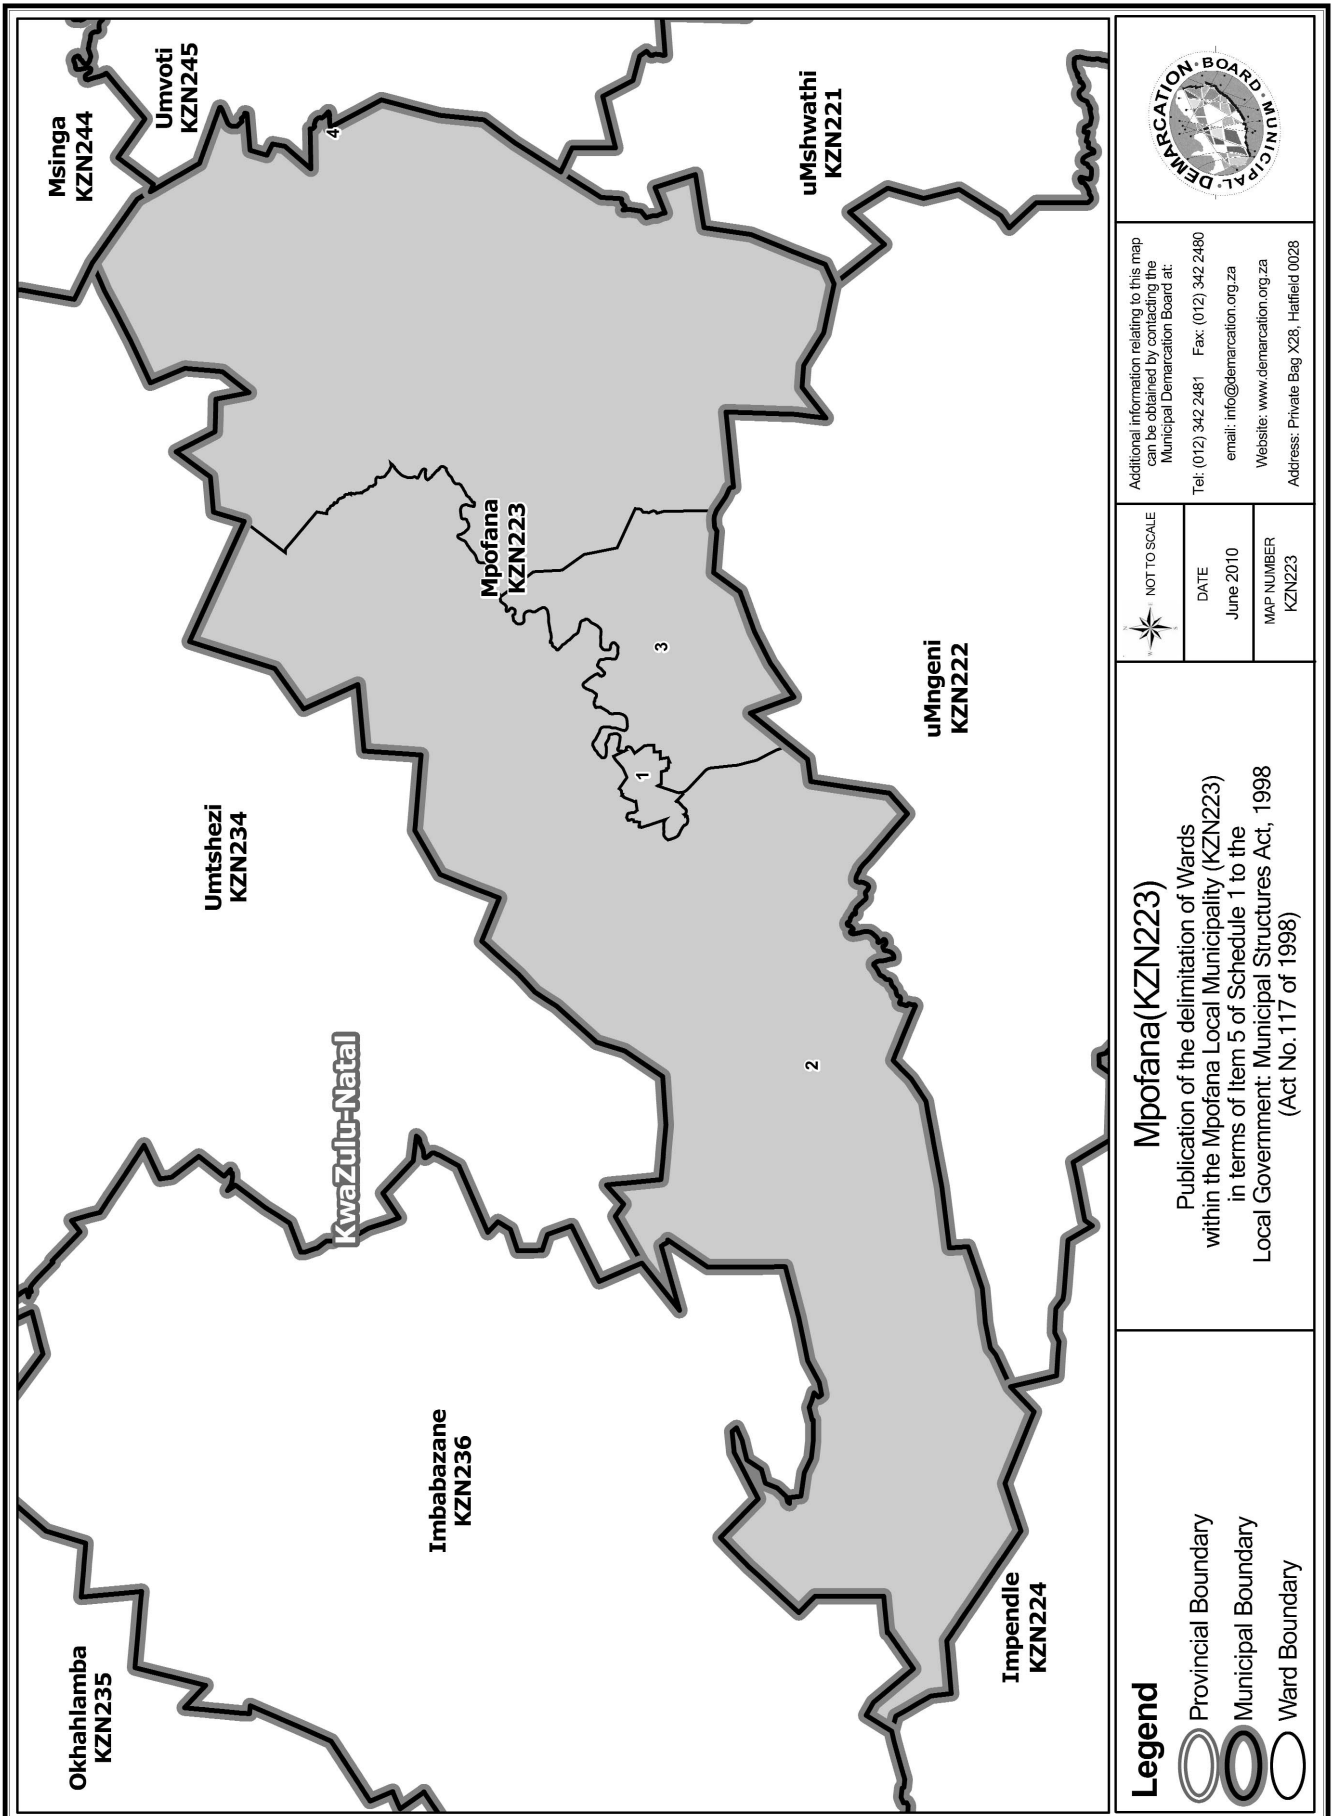 Okhahlamba
KZN235
Imbabazane
KZN236
KwaZulu-Natal
Umtshezi
KZN234
Msinga
KZN244
Umvoti
KZN245
4
Mpofana
KZN223
3
1
2
uMshwathi
KZN221
uMngeni
KZN222
Impendle
KZN224
Legend
Provincial Boundary
Municipal Boundary
Ward Boundary
Mpofana(KZN223)
Publication of the delimitation of Wards
within the Mpofana Local Municipality (KZN223)
in terms of Item 5 of Schedule 1 to the
Local Government: Municipal Structures Act, 1998
(Act No.117 of 1998)
NOT TO SCALE
DATE
June 2010
MAP NUMBER
KZN223
Additional information relating to this map
can be obtained by contacting the
Municipal Demarcation Board at:
Tel: (012) 342 2481 Fax: (012) 342 2480
email: info@demarcation.org.za
Website: www.demarcation.org.za
Address: Private Bag X28, Hatfield 0028
MUNICIPAL • DEMARCATION • BOARD •